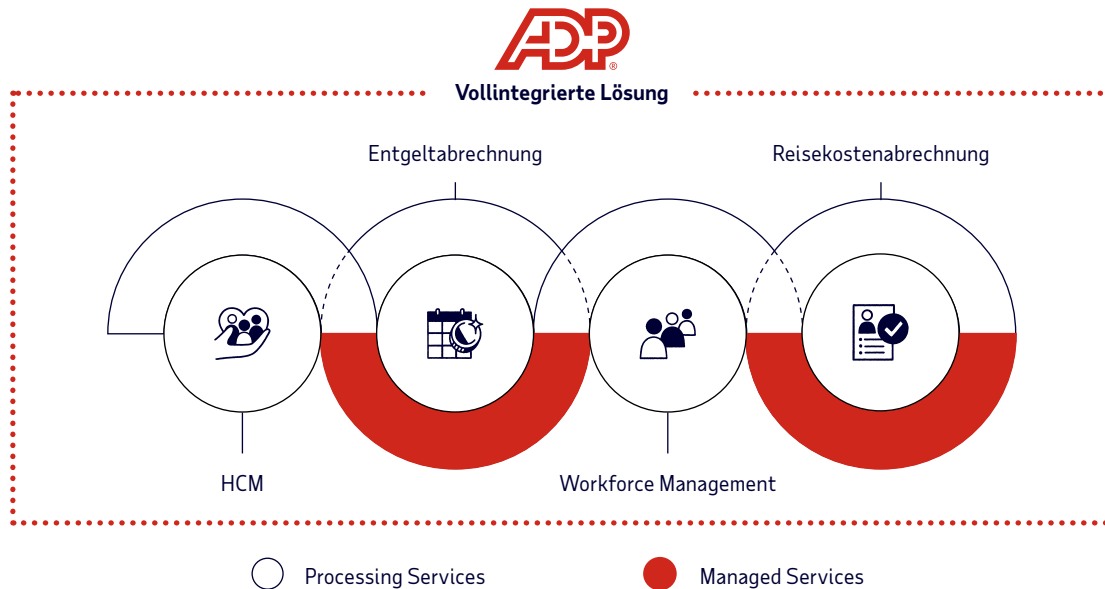 ADP®
Vollintegrierte Lösung
Entgeltabrechnung
Reisekostenabrechnung
HCM
Workforce Management
Processing Services
Managed Services